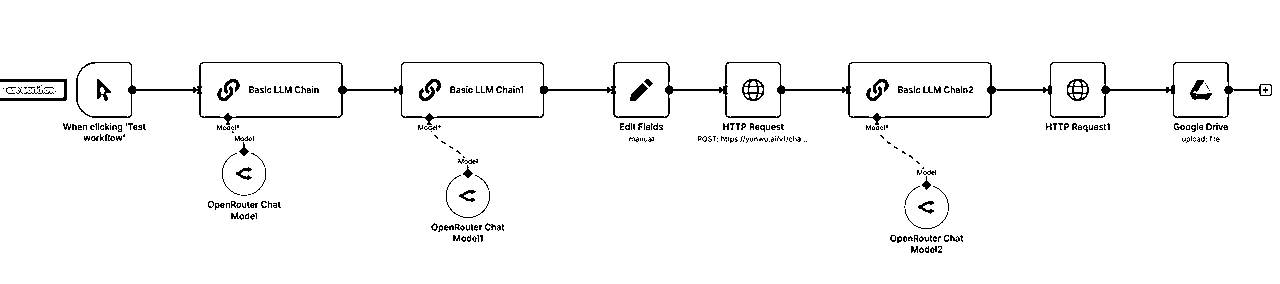 When clicking 'Test
workflow'
Basic LLM Chain
Model*
Model
OpenRouter Chat
Model
Basic LLM Chain1
Model*
Model
OpenRouter Chat
Model1
Edit Fields
manual
HTTP Request
POST: https://yunwu.ai/v1/cha...
Basic LLM Chain2
Model*
Model
OpenRouter Chat
Model2
HTTP Request1
Google Drive
upload: file